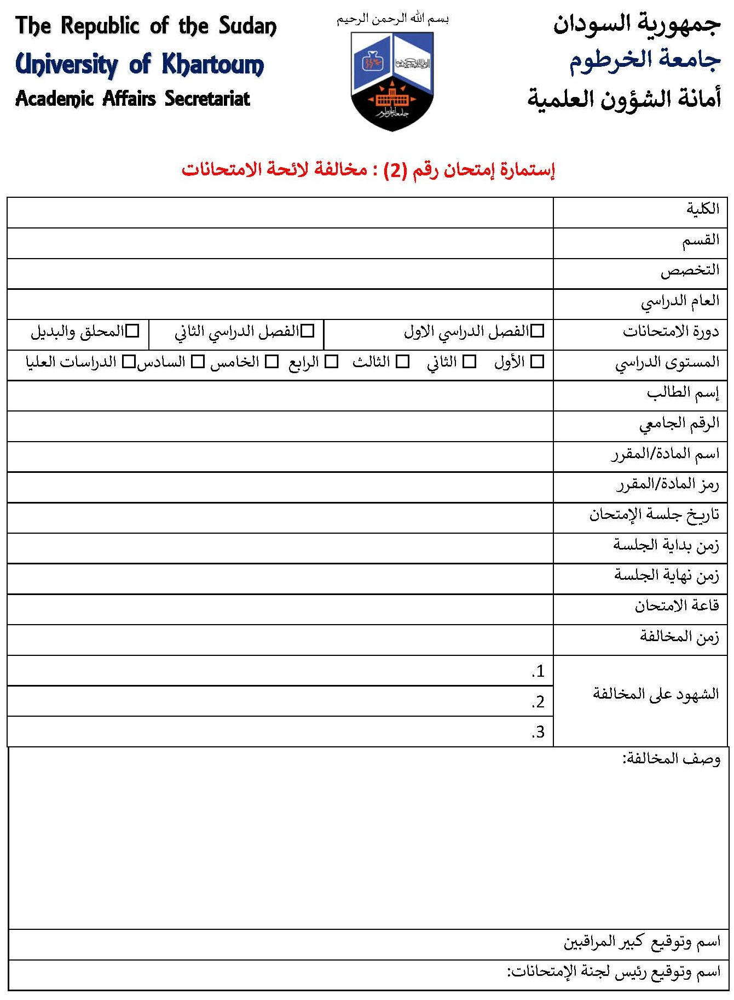 بسم الله الرحمن الرحيم
جمهورية السودان
The Republic of the Sudan
جامعة الخرطوم
University of Khartoum
أمانة الشؤون العلمية
Academic Affairs Secretariat
جامعة الخرطوم
إستمارة إمتحان رقم (2) : مخالفة لائحة الامتحانات
الكلية
القسم
التخصص
العام الدراسي
دورة الامتحانات ☐الفصل الدراسي الاول ☐الفصل الدراسي الثاني ☐المحلق والبديل
المستوى الدراسي ☐ الأول ☐ الثاني ☐ الثالث ☐ الرابع ☐ الخامس ☐ السادس ☐ الدراسات العليا
إسم الطالب
الرقم الجامعي
اسم المادة/المقرر
رمز المادة/المقرر
تاريخ جلسة الإمتحان
زمن بداية الجلسة
زمن نهاية الجلسة
قاعة الامتحان
زمن المخالفة
الشهود على المخالفة
1.
2.
3.
وصف المخالفة:
اسم وتوقيع كبير المراقبين
اسم وتوقيع رئيس لجنة الإمتحانات: